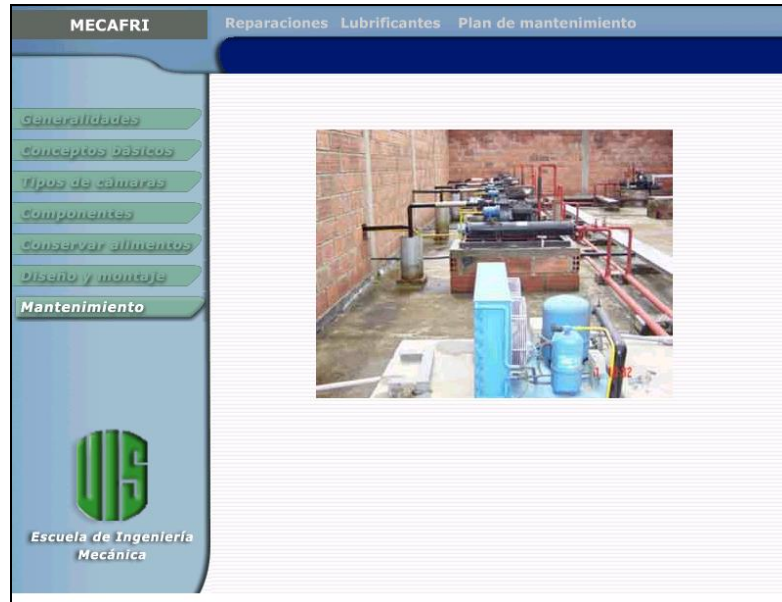 MECAFRI
Reparaciones Lubrificantes Plan de mantenimiento
Generalidades
Conceptos básicos
Tipos de cámaras
Componentes
Conservar alimentos
Diseño y montaje
Mantenimiento
UIS
Escuela de Ingeniería
Mecánica